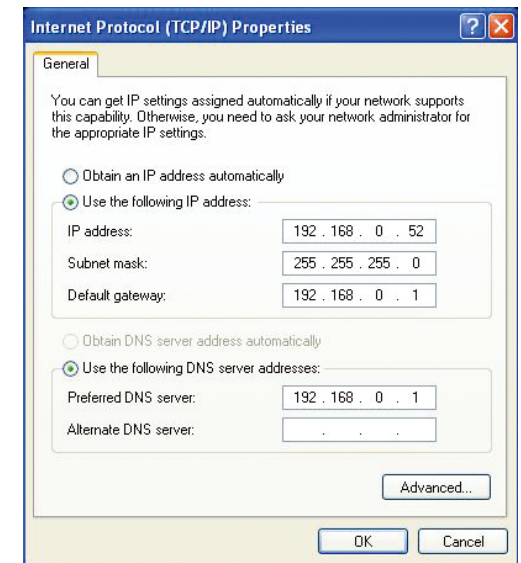 Internet Protocol (TCP/IP) Properties
General
You can get IP settings assigned automatically if your network supports
this capability. Otherwise, you need to ask your network administrator for
the appropriate IP settings.
Obtain an IP address automatically
Use the following IP address:
IP address: 192 . 168 . 0 . 52
Subnet mask: 255 . 255 . 255 . 0
Default gateway: 192 . 168 . 0 . 1
Obtain DNS server address automatically
Use the following DNS server addresses:
Preferred DNS server: 192 . 168 . 0 . 1
Alternate DNS server: . . .
Advanced...
OK Cancel